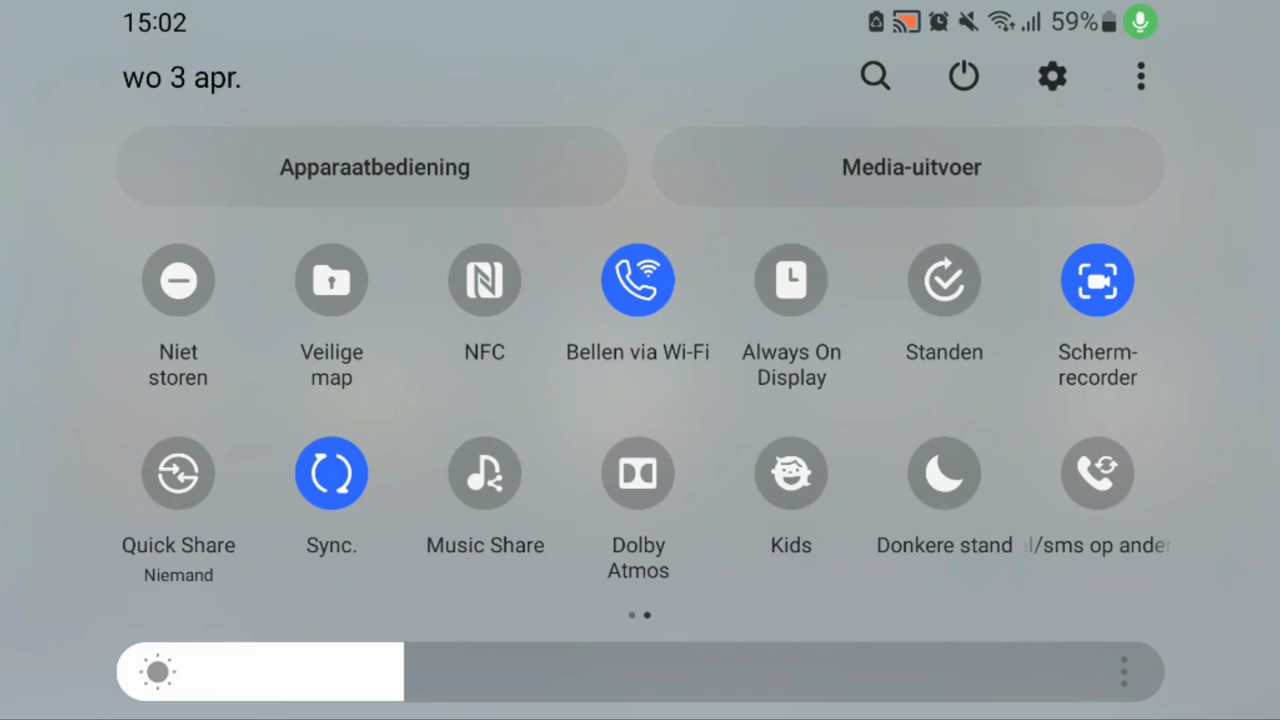 15:02
59%
wo 3 apr.
Apparaatbediening
Media-uitvoer
Niet
storen
Veilige
map
NFC
Bellen via Wi-Fi
Always On
Display
Standen
Scherm-
recorder
Quick Share
Niemand
Sync.
Music Share
Dolby
Atmos
Kids
Donkere stand
l/sms op ander